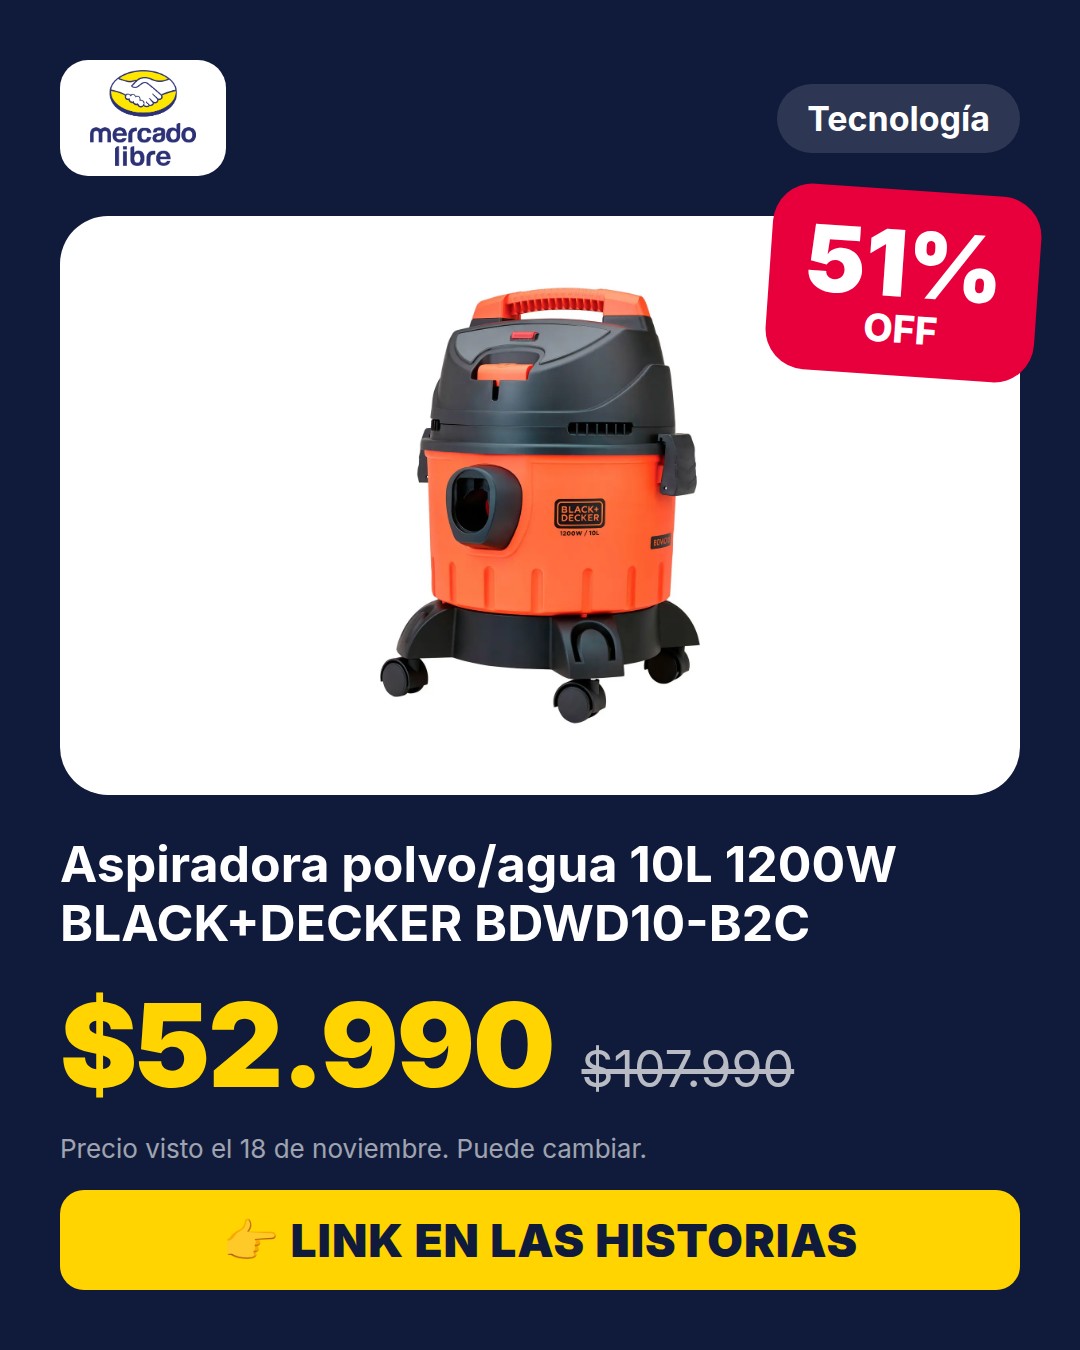 mercado
libre
Tecnología
51%
OFF
BLACK+
DECKER
1200W / 10L
Aspiradora polvo/agua 10L 1200W
BLACK+DECKER BDWD10-B2C
$52.990 $107.990
Precio visto el 18 de noviembre. Puede cambiar.
👉 LINK EN LAS HISTORIAS